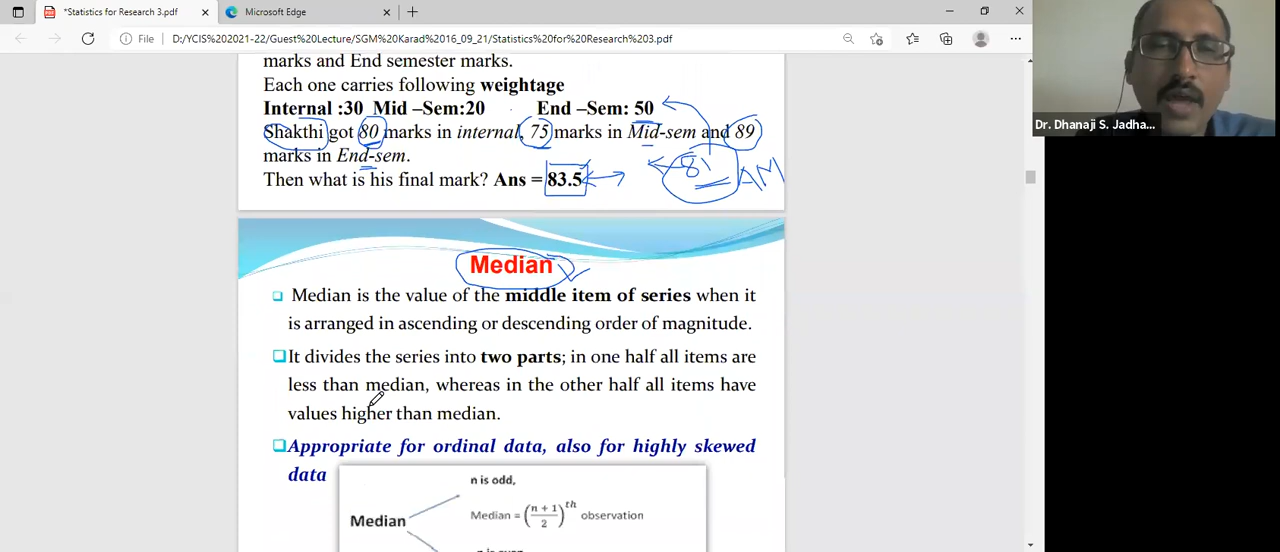 *Statistics for Research 3.pdf
Microsoft Edge
File
D:/YCIS%202021-22/Guest%20Lecture/SGM%20Karad%2016_09_21/Statistics%20for%20Research%203.pdf
marks and End semester marks.
Each one carries following weightage
Internal :30 Mid –Sem:20 End –Sem: 50
Shakthi got 80 marks in internal, 75 marks in Mid-sem and 89
marks in End-sem.
Then what is his final mark? Ans = 83.5
81
AM
Median
Median is the value of the middle item of series when it
is arranged in ascending or descending order of magnitude.
It divides the series into two parts; in one half all items are
less than median, whereas in the other half all items have
values higher than median.
Appropriate for ordinal data, also for highly skewed
data
n is odd,
Median = (n + 1 / 2)th observation
Median
n is even
Dr. Dhanaji S. Jadha...